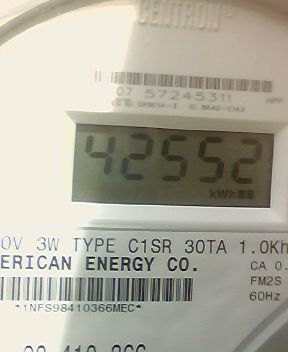 CENTRON®
07 57245311
42552
kWh
0V 3W TYPE C1SR 30TA 1.0Kh
ERICAN ENERGY CO.
CA 0.
FM2S
60Hz
*1NFS98410366MEC*